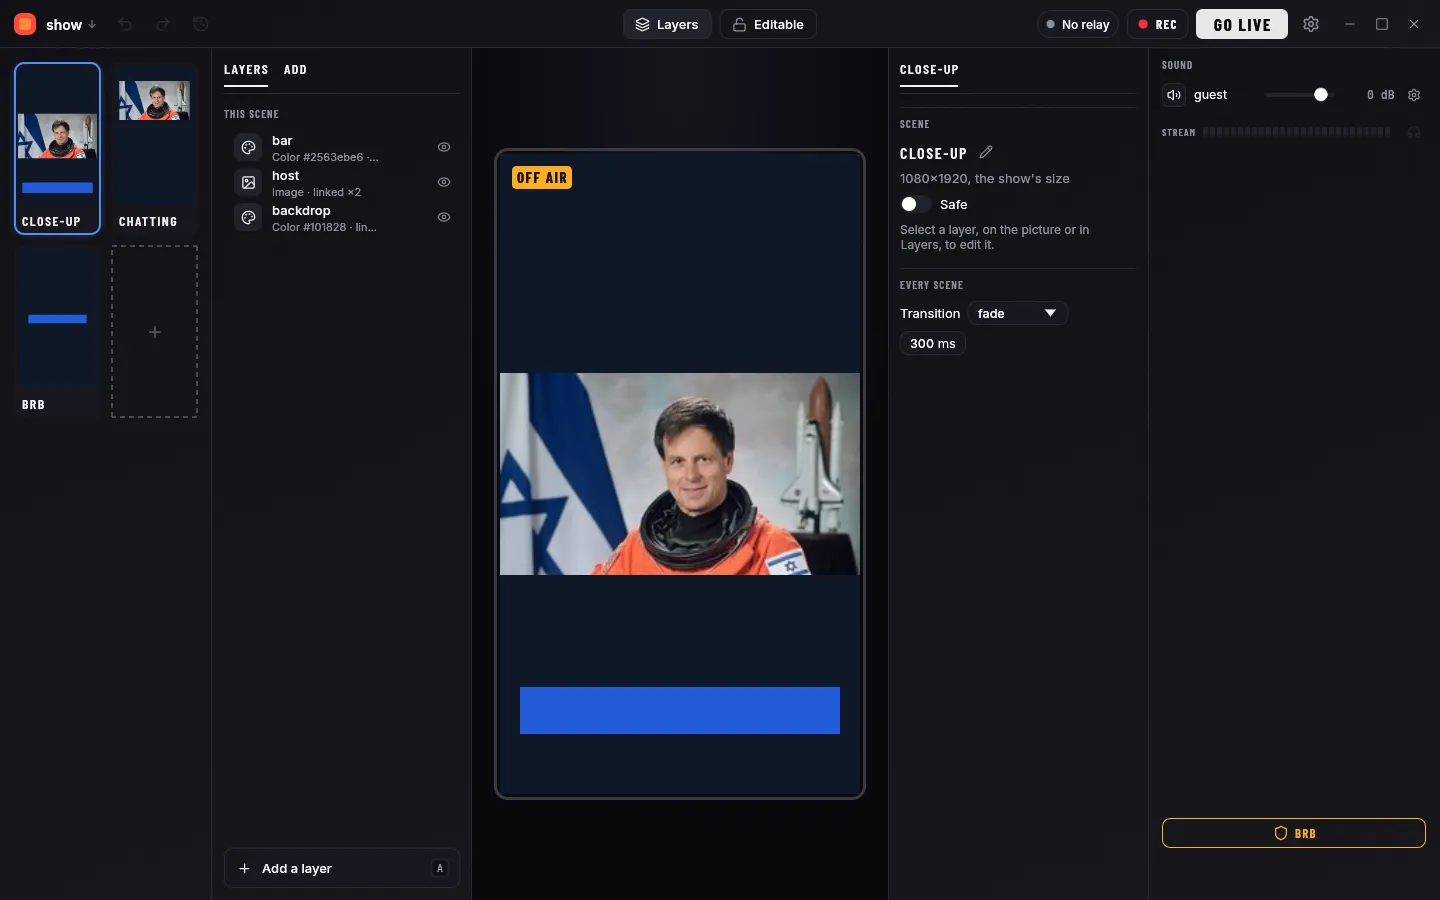 show
Layers
Editable
No relay
REC
GO LIVE
CLOSE-UP
CHATTING
BRB
LAYERS
ADD
THIS SCENE
bar
Color #2563ebe6 ·...
host
Image · linked ×2
backdrop
Color #101828 · lin...
Add a layer
A
OFF AIR
CLOSE-UP
SCENE
CLOSE-UP
1080×1920, the show's size
Safe
Select a layer, on the picture or in
Layers, to edit it.
EVERY SCENE
Transition
fade
300 ms
SOUND
guest
0 dB
STREAM
BRB